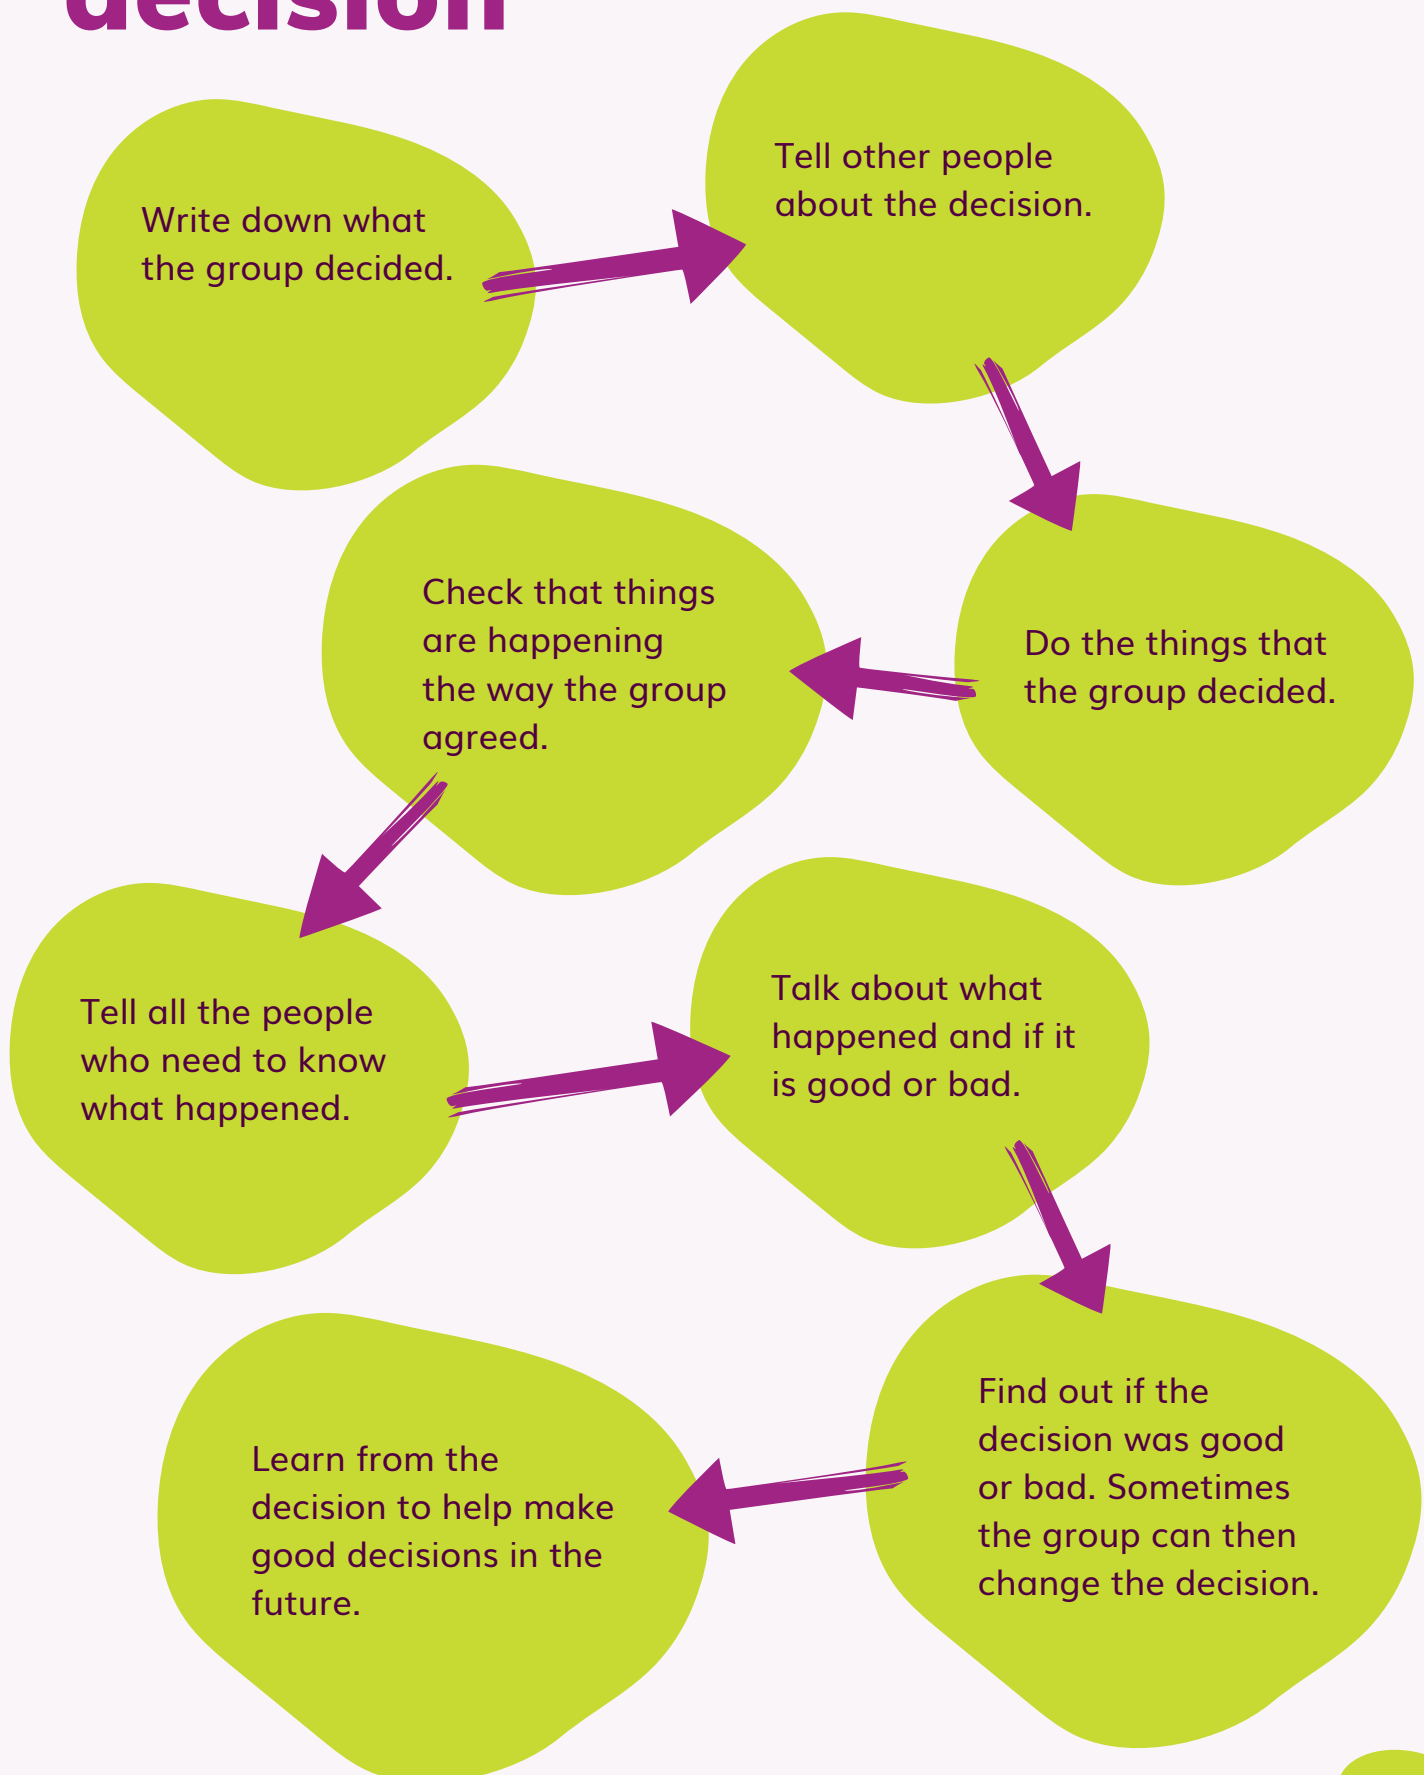 decision
Write down what
the group decided.
Tell other people
about the decision.
Do the things that
the group decided.
Check that things
are happening
the way the group
agreed.
Tell all the people
who need to know
what happened.
Talk about what
happened and if it
is good or bad.
Find out if the
decision was good
or bad. Sometimes
the group can then
change the decision.
Learn from the
decision to help make
good decisions in the
future.